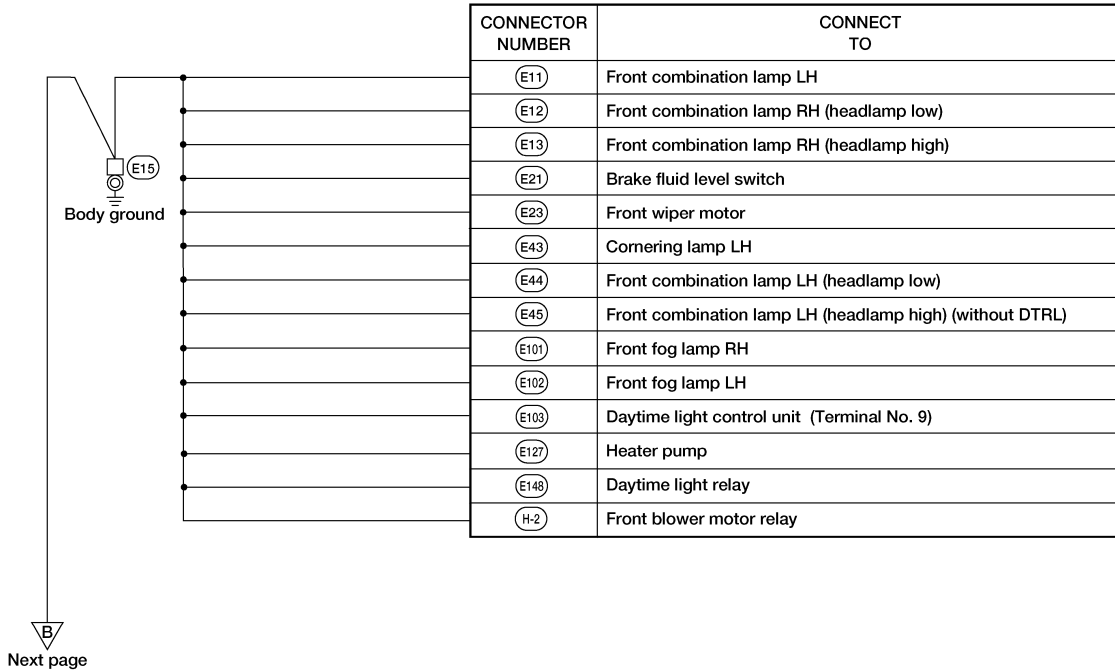 CONNECTOR NUMBER
CONNECT TO
E11 Front combination lamp LH
E12 Front combination lamp RH (headlamp low)
E13 Front combination lamp RH (headlamp high)
E15
E21 Brake fluid level switch
Body ground
E23 Front wiper motor
E43 Cornering lamp LH
E44 Front combination lamp LH (headlamp low)
E45 Front combination lamp LH (headlamp high) (without DTRL)
E101 Front fog lamp RH
E102 Front fog lamp LH
E103 Daytime light control unit (Terminal No. 9)
E127 Heater pump
E148 Daytime light relay
H-2 Front blower motor relay
B
Next page